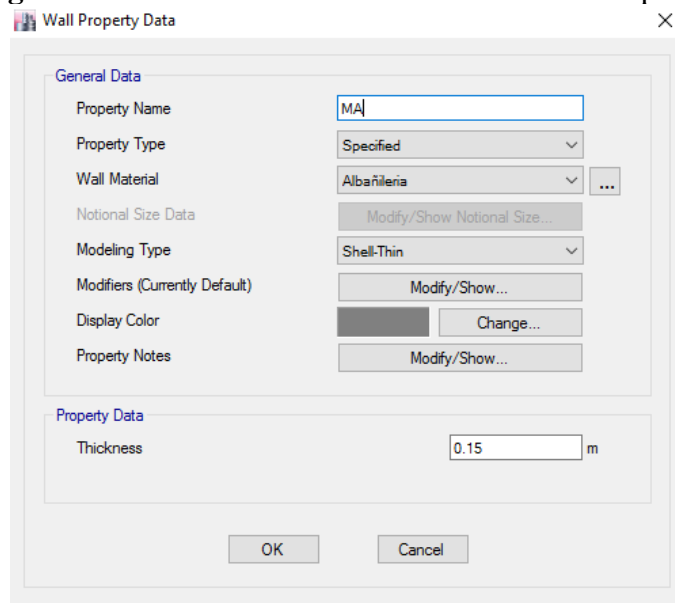 Wall Property Data
General Data
Property Name MA
Property Type Specified
Wall Material Albañileria ...
Notional Size Data Modify/Show Notional Size...
Modeling Type Shell-Thin
Modifiers (Currently Default) Modify/Show...
Display Color Change...
Property Notes Modify/Show...
Property Data
Thickness 0.15 m
OK Cancel